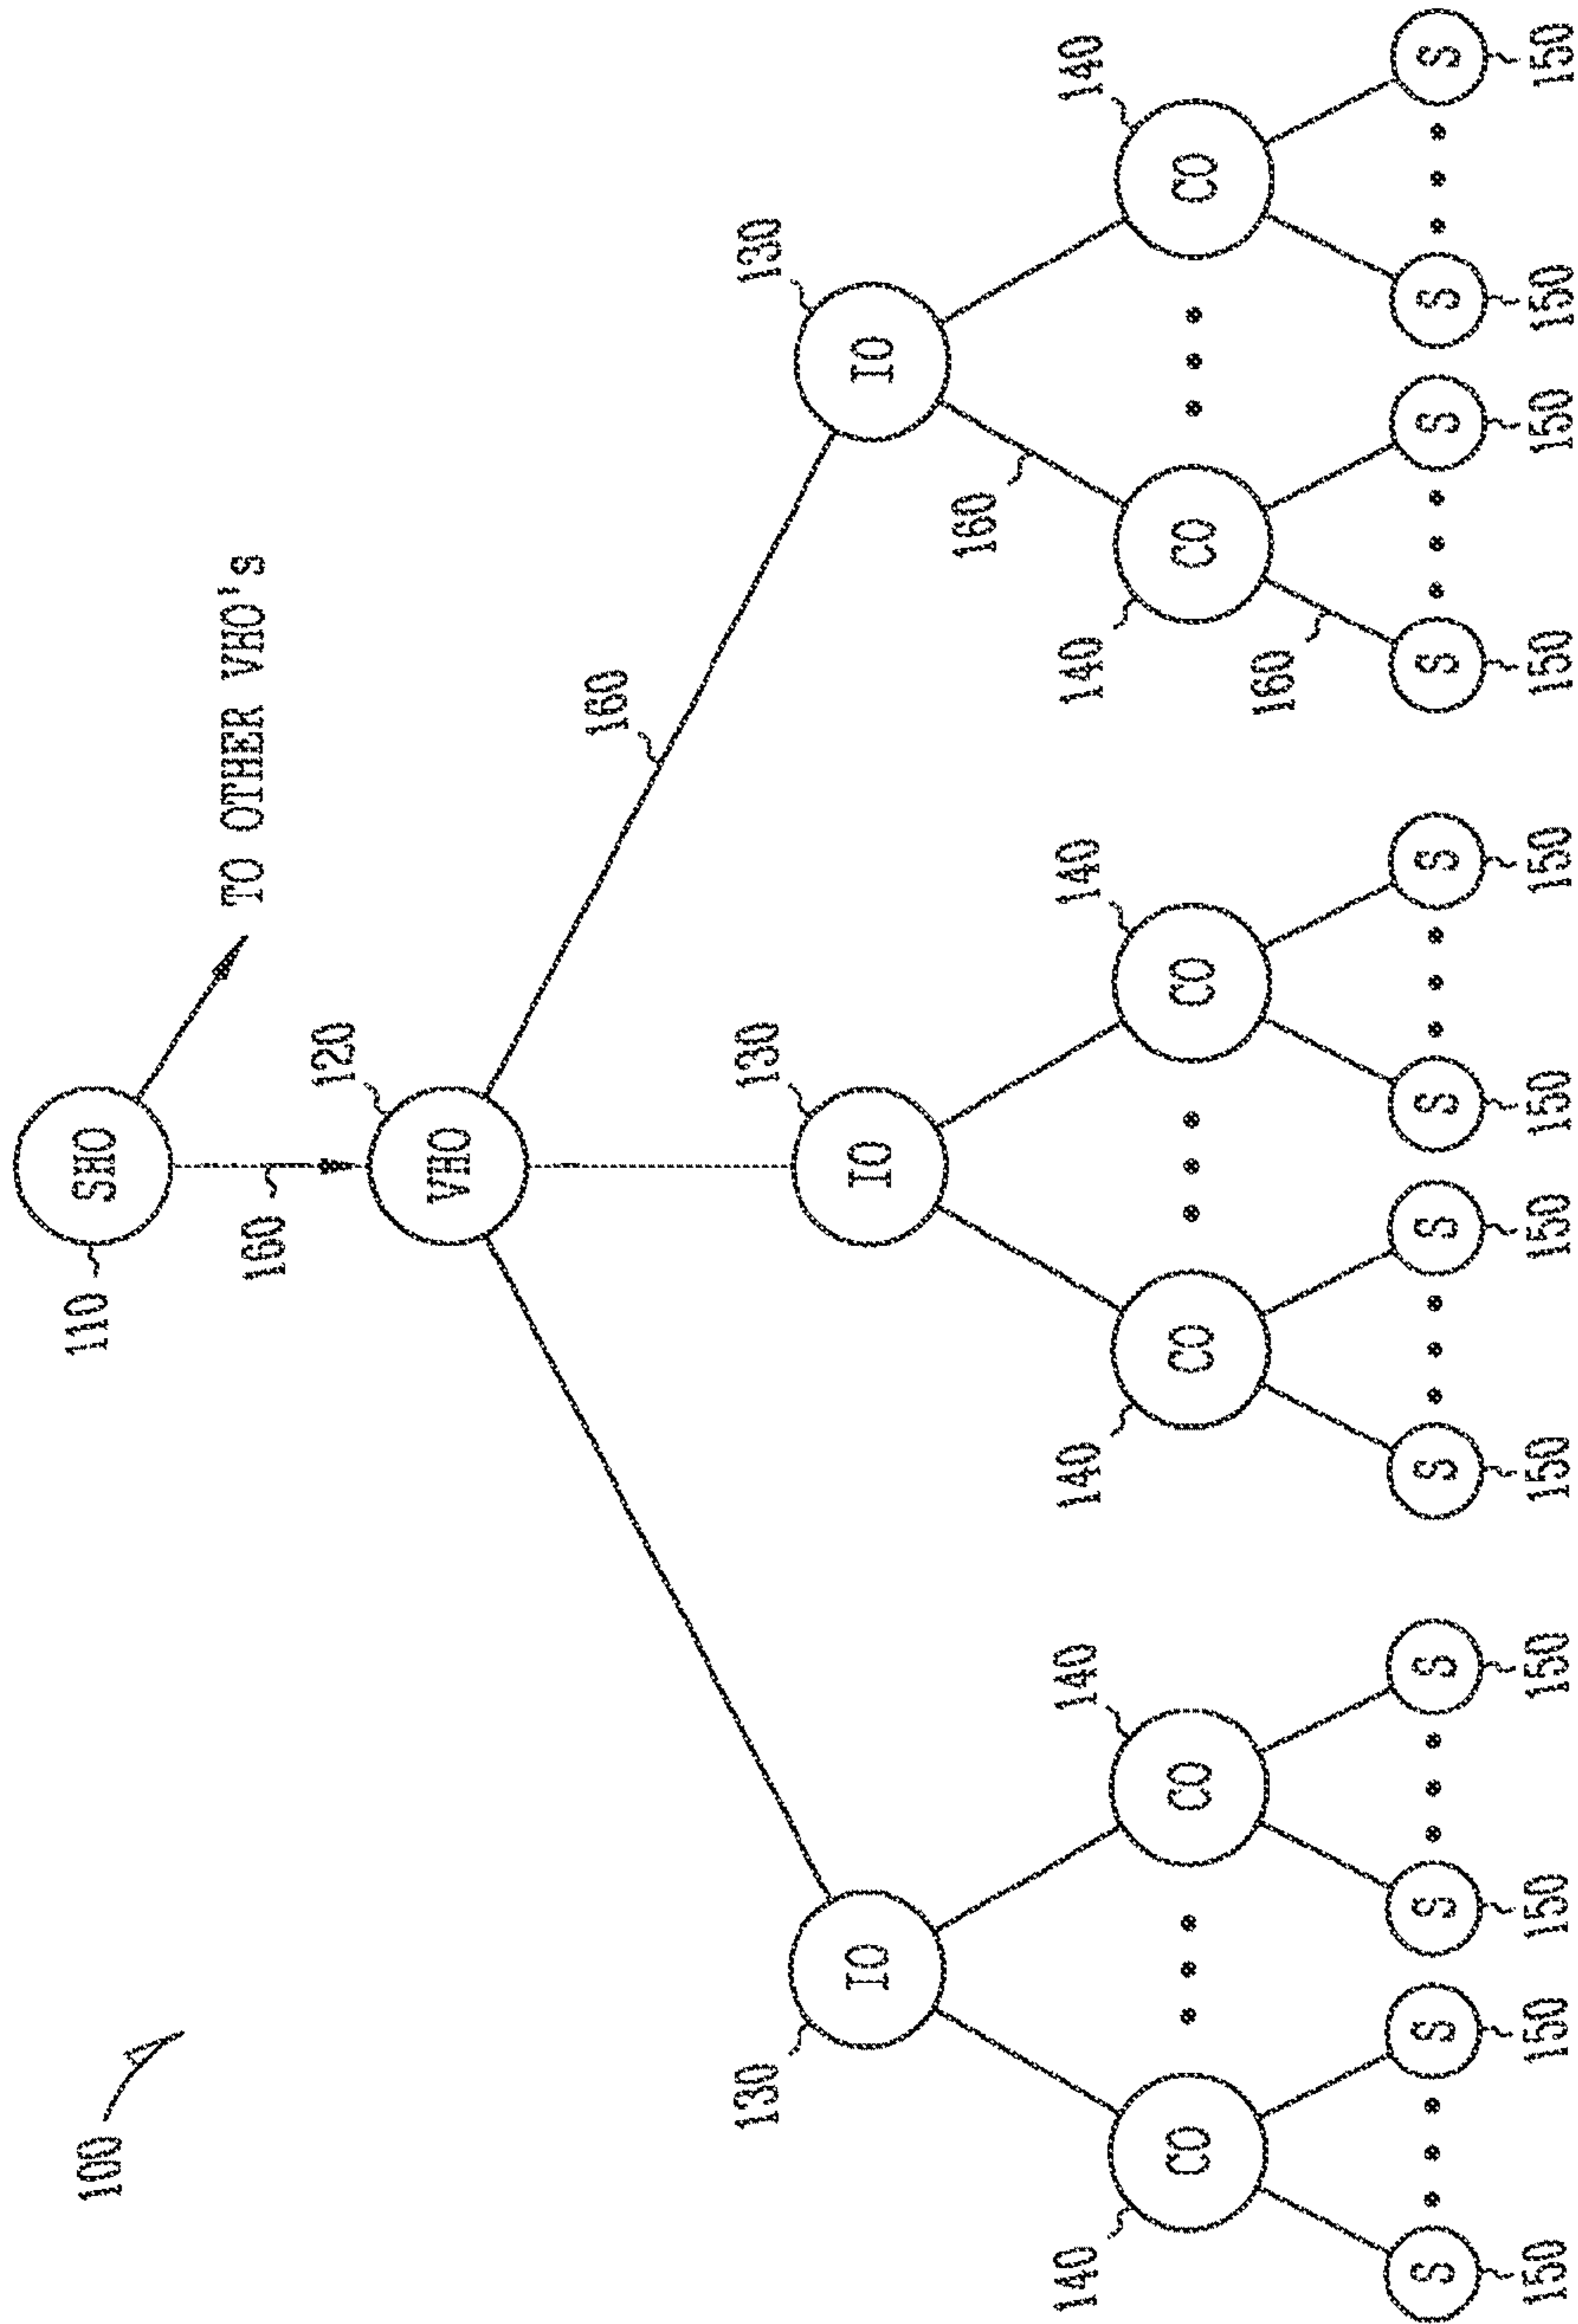 100 110 SHO
160 TO OTHER VHO's
120
VHO
160
130 130 130
IO IO IO
160
140 140 140 140 140 140
CO CO CO CO CO CO
160
S S S S S S S S S S S S
150 150 150 150 150 150 150 150 150 150 150 150